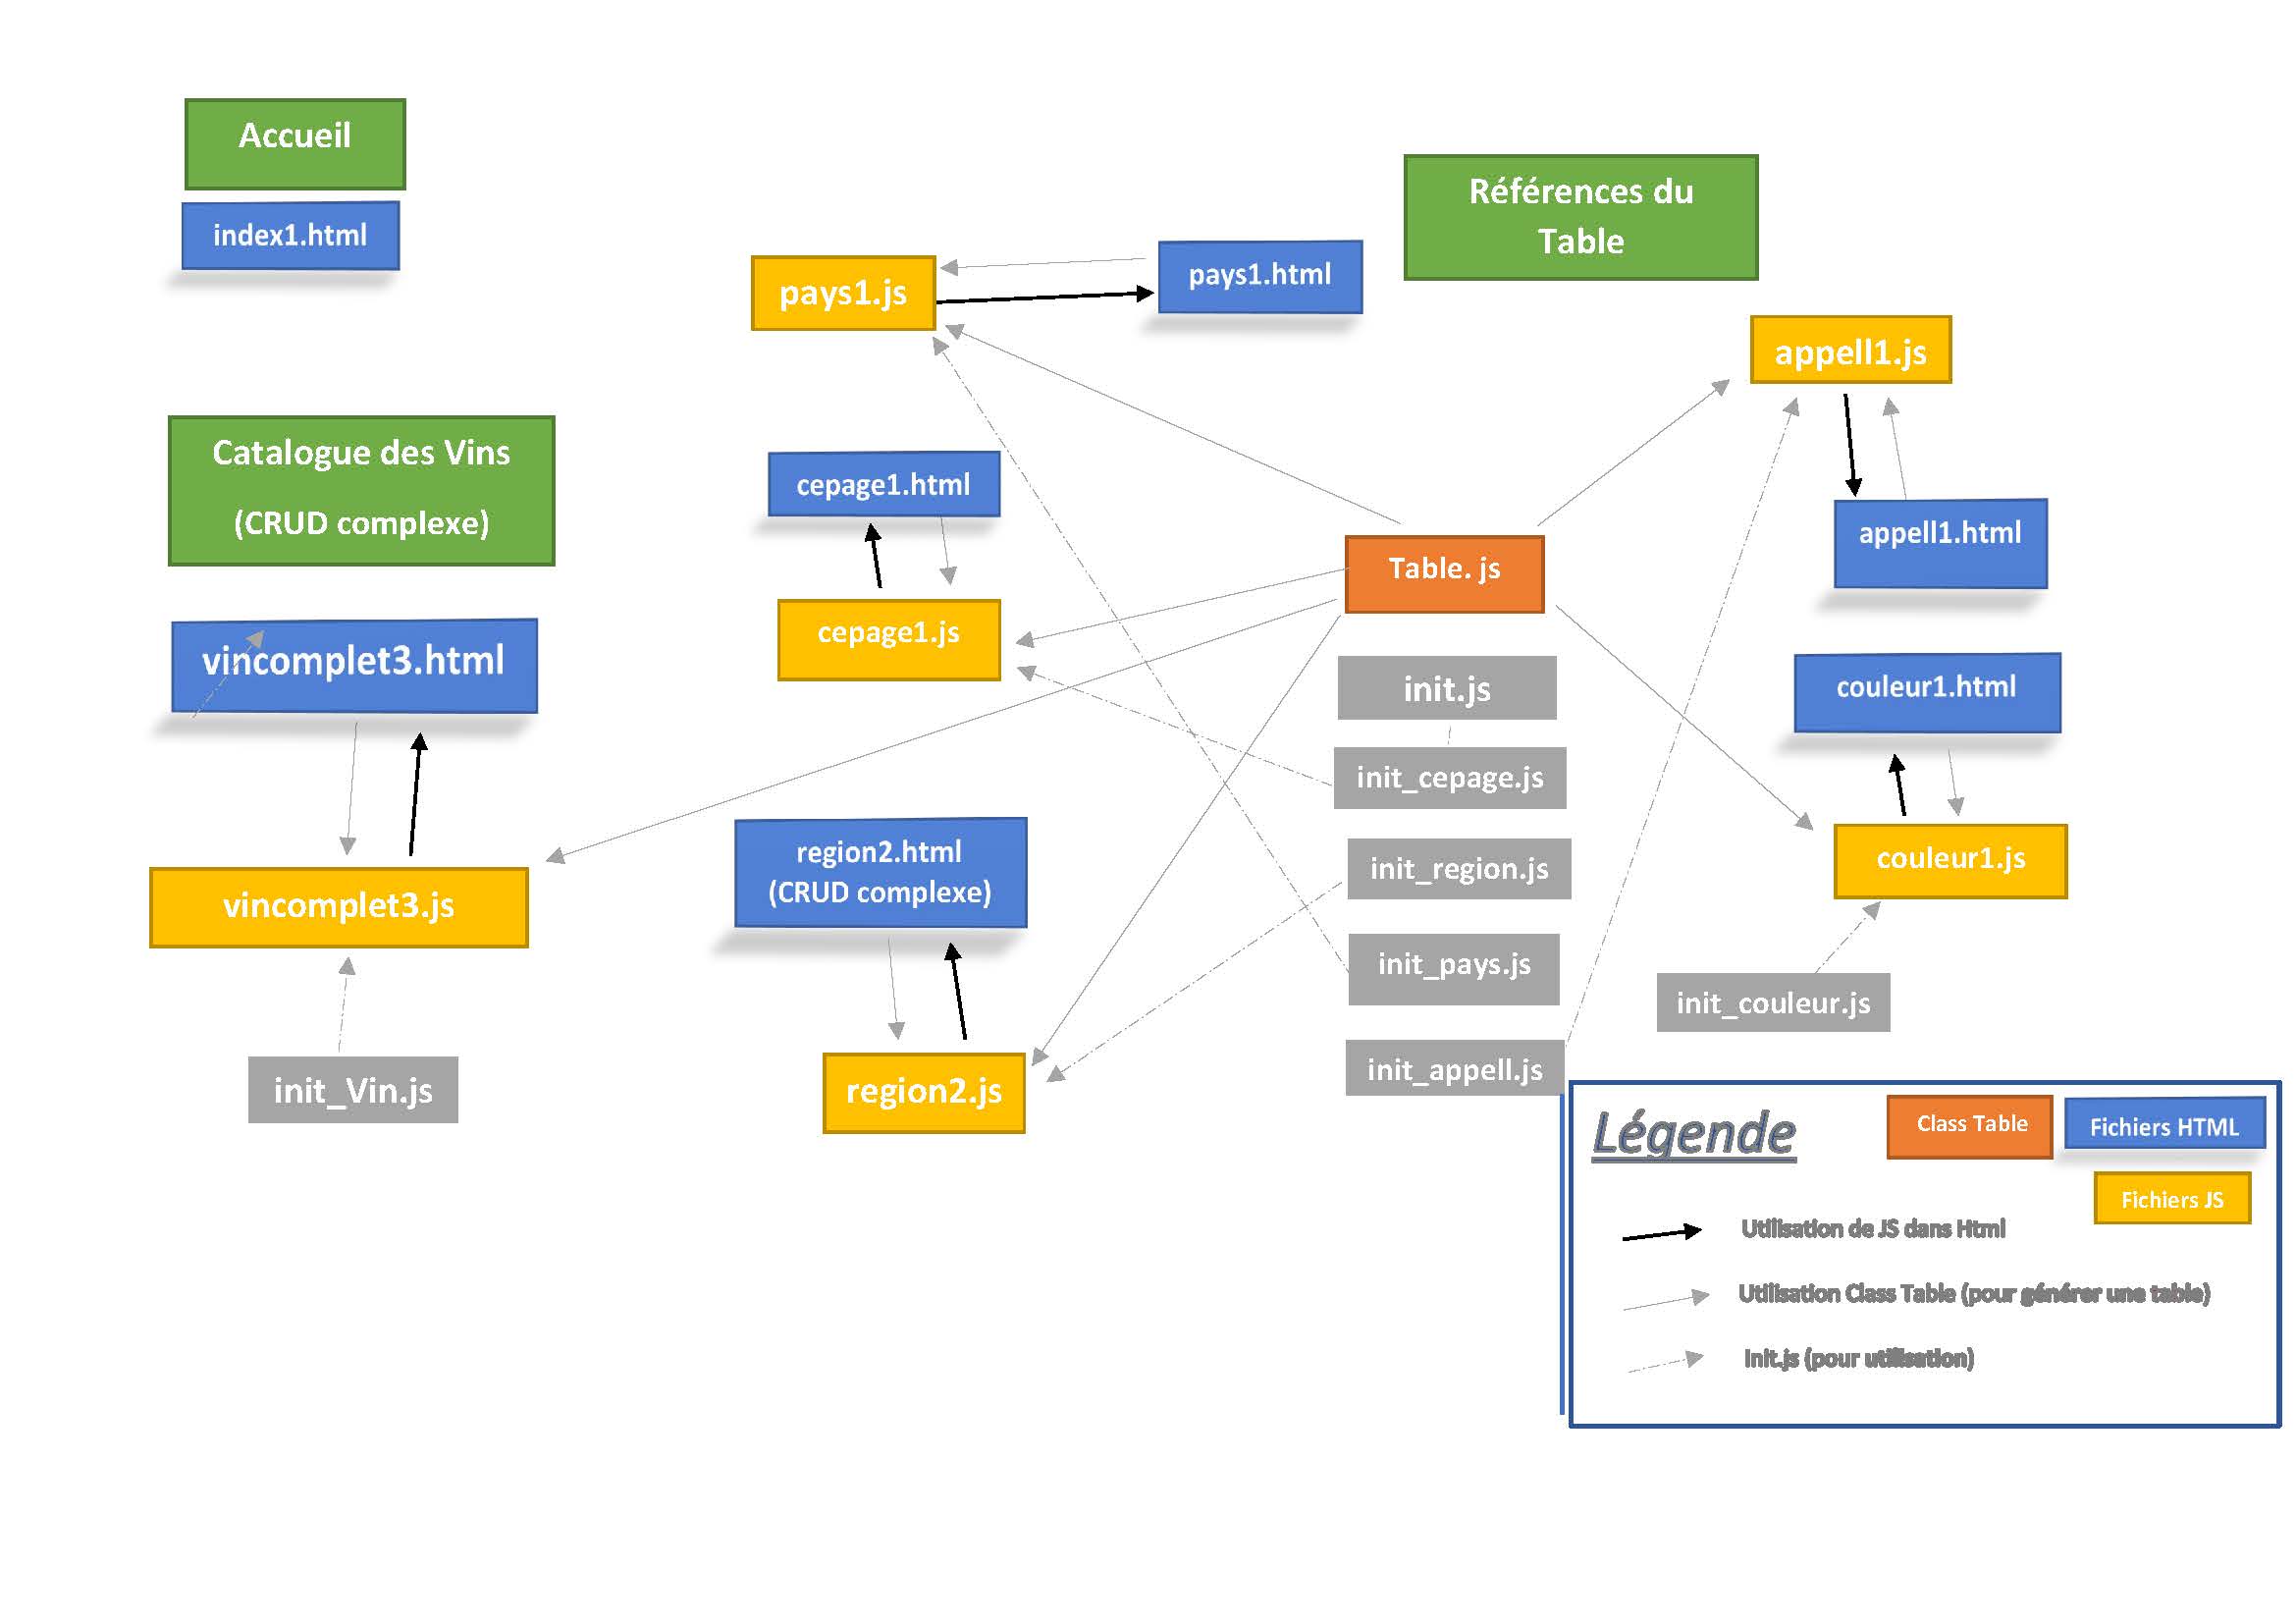 Accueil
index1.html
Références du
Table
pays1.js
pays1.html
appell1.js
Catalogue des Vins
(CRUD complexe)
cepage1.html
appell1.html
Table. js
cepage1.js
vincomplet3.html
init.js
couleur1.html
init_cepage.js
region2.html
(CRUD complexe)
init_region.js
couleur1.js
vincomplet3.js
init_pays.js
init_couleur.js
init_Vin.js
region2.js
init_appell.js
Légende
Class Table
Fichiers HTML
Fichiers JS
Utilisation de JS dans Html
Utilisation Class Table (pour générer une table)
Init.js (pour utilisation)